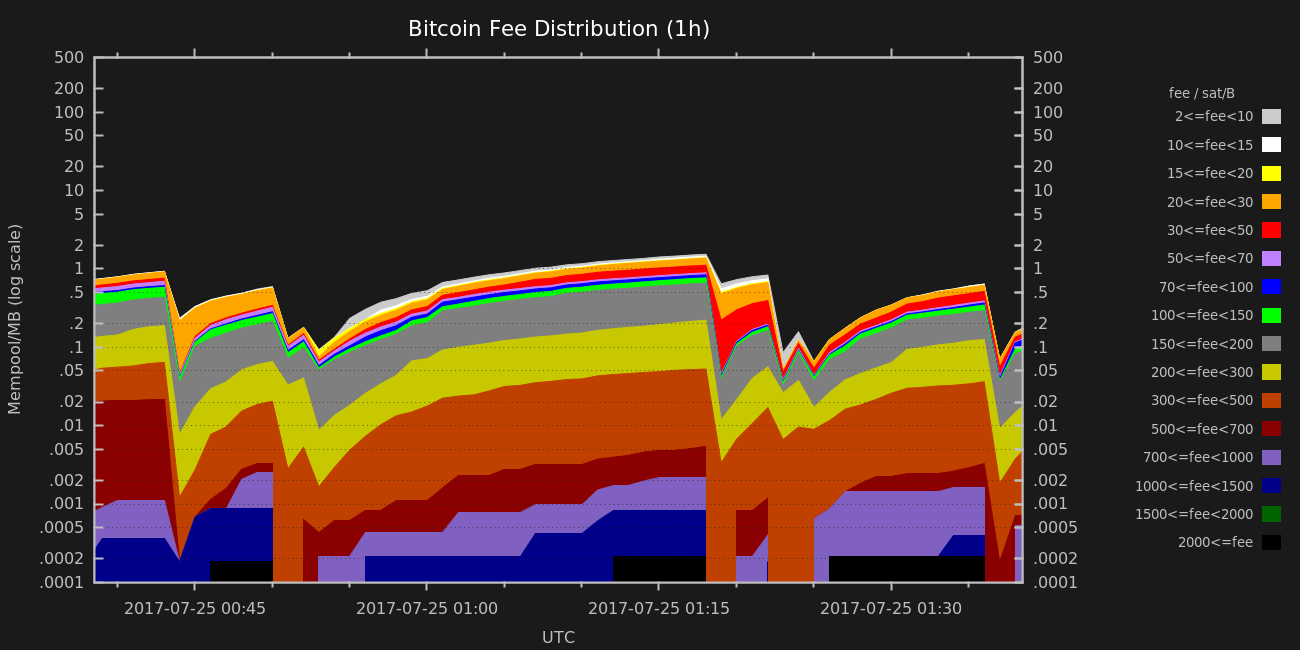 Bitcoin Fee Distribution (1h)
500 500
200 200
100 100
50 50
20 20
10 10
5 5
2 2
1 1
.5 .5
.2 .2
.1 .1
.05 .05
.02 .02
.01 .01
.005 .005
.002 .002
.001 .001
.0005 .0005
.0002 .0002
.0001 .0001
Mempool/MB (log scale)
2017-07-25 00:45 2017-07-25 01:00 2017-07-25 01:15 2017-07-25 01:30
UTC
fee / sat/B
2<=fee<10
10<=fee<15
15<=fee<20
20<=fee<30
30<=fee<50
50<=fee<70
70<=fee<100
100<=fee<150
150<=fee<200
200<=fee<300
300<=fee<500
500<=fee<700
700<=fee<1000
1000<=fee<1500
1500<=fee<2000
2000<=fee